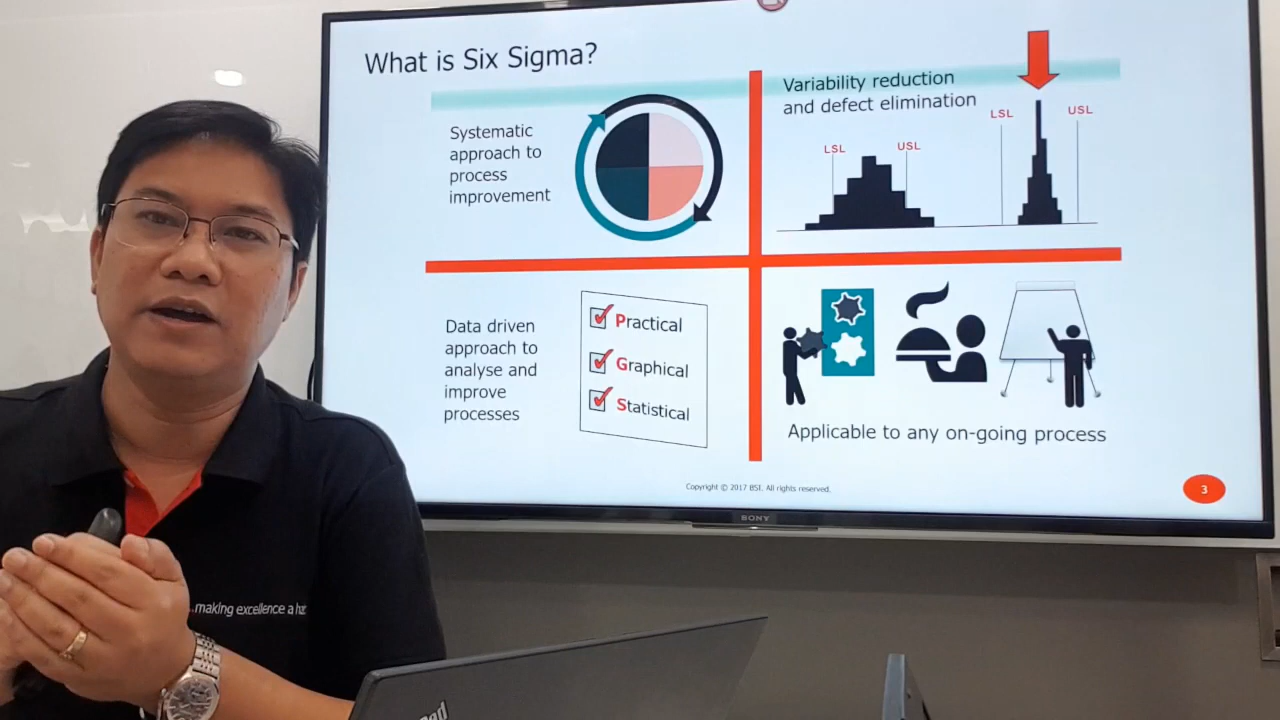 What is Six Sigma?
Systematic
approach to
process
improvement
Variability reduction
and defect elimination
LSL
USL
LSL
USL
Data driven
approach to
analyse and
improve
processes
Practical
Graphical
Statistical
Applicable to any on-going process
Copyright © 2017 BSI. All rights reserved.
3
SONY
...making excellence a